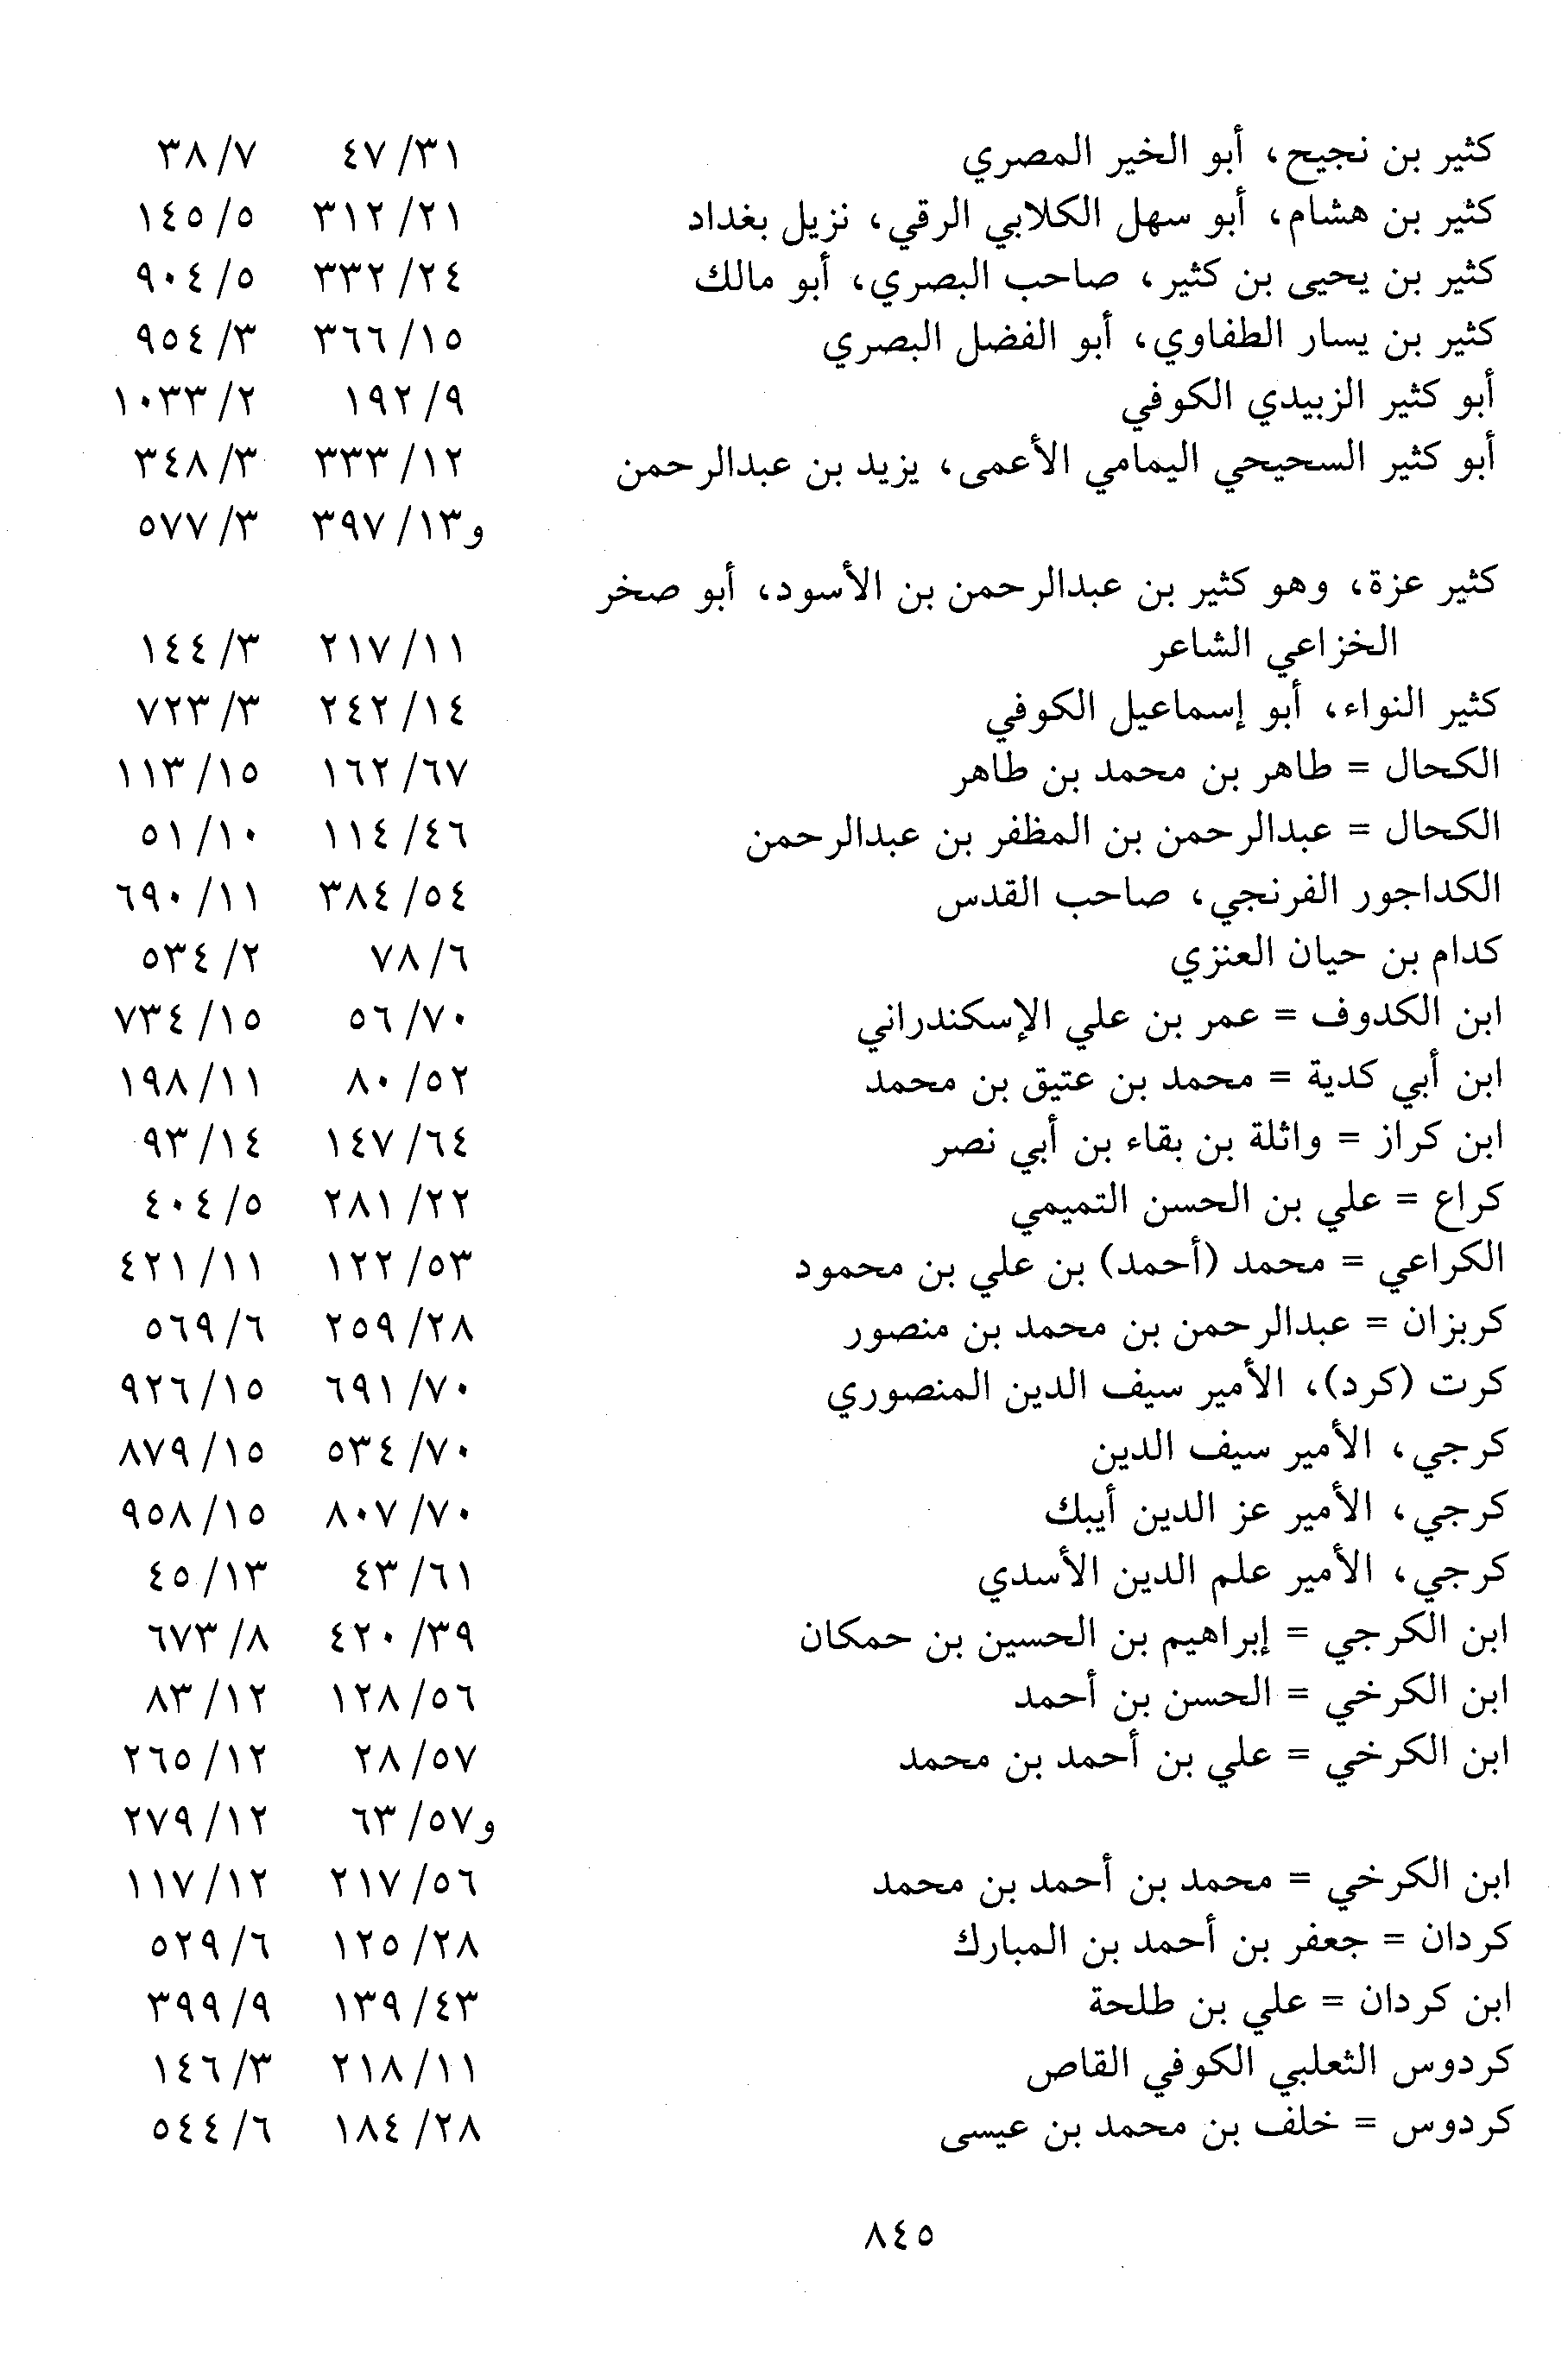 كثير بن نجيح، أبو الخير المصري ٣١/ ٤٧ ٧/ ٣٨
كثير بن هشام، أبو سهل الكلابي الرقي، نزيل بغداد ٢١/ ٣١٢ ٥/ ١٤٥
كثير بن يحيى بن كثير، صاحب البصري، أبو مالك ٢٤/ ٣٣٢ ٥/ ٩٠٤
كثير بن يسار الطفاوي، أبو الفضل البصري ١٥/ ٣٦٦ ٣/ ٩٥٤
أبو كثير الزبيدي الكوفي ٩/ ١٩٢ ٢/ ١٠٣٣
أبو كثير السحيحي اليمامي الأعمى، يزيد بن عبدالرحمن ١٢/ ٣٣٣ ٣/ ٣٤٨
و١٣/ ٣٩٧ ٣/ ٥٧٧
كثير عزة، وهو كثير بن عبدالرحمن بن الأسود، أبو صخر
الخزاعي الشاعر ١١/ ٢١٧ ٣/ ١٤٤
كثير النواء، أبو إسماعيل الكوفي ١٤/ ٢٤٢ ٣/ ٧٢٣
الكحال = طاهر بن محمد بن طاهر ٦٧/ ١٦٢ ١٥/ ١١٣
الكحال = عبدالرحمن بن المظفر بن عبدالرحمن ٤٦/ ١١٤ ١٠/ ٥١
الكداجور الفرنجي، صاحب القدس ٥٤/ ٣٨٤ ١١/ ٦٩٠
كدام بن حيان العنزي ٦/ ٧٨ ٢/ ٥٣٤
ابن الكدوف = عمر بن علي الإسكندراني ٧٠/ ٥٦ ١٥/ ٧٣٤
ابن أبي كدية = محمد بن عتيق بن محمد ٥٢/ ٨٠ ١١/ ١٩٨
ابن كراز = واثلة بن بقاء بن أبي نصر ٦٤/ ١٤٧ ١٤/ ٩٣
كراع = علي بن الحسن التميمي ٢٢/ ٢٨١ ٥/ ٤٠٤
الكراعي = محمد (أحمد) بن علي بن محمود ٥٣/ ١٢٢ ١١/ ٤٢١
كربزان = عبدالرحمن بن محمد بن منصور ٢٨/ ٢٥٩ ٦/ ٥٦٩
كرت (كرد)، الأمير سيف الدين المنصوري ٧٠/ ٦٩١ ١٥/ ٩٢٦
كرجي، الأمير سيف الدين ٧٠/ ٥٣٤ ١٥/ ٨٧٩
كرجي، الأمير عز الدين أيبك ٧٠/ ٨٠٧ ١٥/ ٩٥٨
كرجي، الأمير علم الدين الأسدي ٦١/ ٤٣ ١٣/ ٤٥
ابن الكرجي = إبراهيم بن الحسين بن حمكان ٣٩/ ٤٢٠ ٨/ ٦٧٣
ابن الكرخي = الحسن بن أحمد ٥٦/ ١٢٨ ١٢/ ٨٣
ابن الكرخي = علي بن أحمد بن محمد ٥٧/ ٢٨ ١٢/ ٢٦٥
و٥٧/ ٦٣ ١٢/ ٢٧٩
ابن الكرخي = محمد بن أحمد بن محمد ٥٦/ ٢١٧ ١٢/ ١١٧
كردان = جعفر بن أحمد بن المبارك ٢٨/ ١٢٥ ٦/ ٥٢٩
ابن كردان = علي بن طلحة ٤٣/ ١٣٩ ٩/ ٣٩٩
كردوس الثعلبي الكوفي القاص ١١/ ٢١٨ ٣/ ١٤٦
كردوس = خلف بن محمد بن عيسى ٢٨/ ١٨٤ ٦/ ٥٤٤
٨٤٥